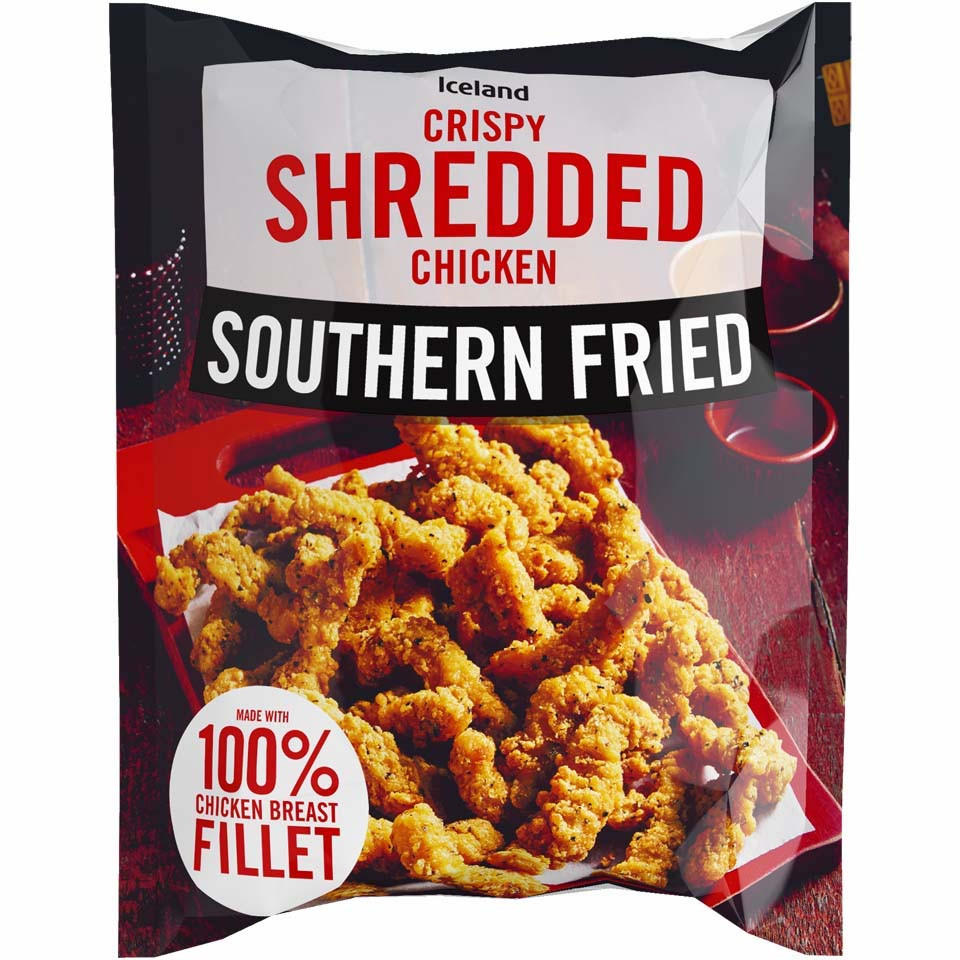 Iceland
CRISPY
SHREDDED
CHICKEN
SOUTHERN FRIED
MADE WITH
100%
CHICKEN BREAST
FILLET